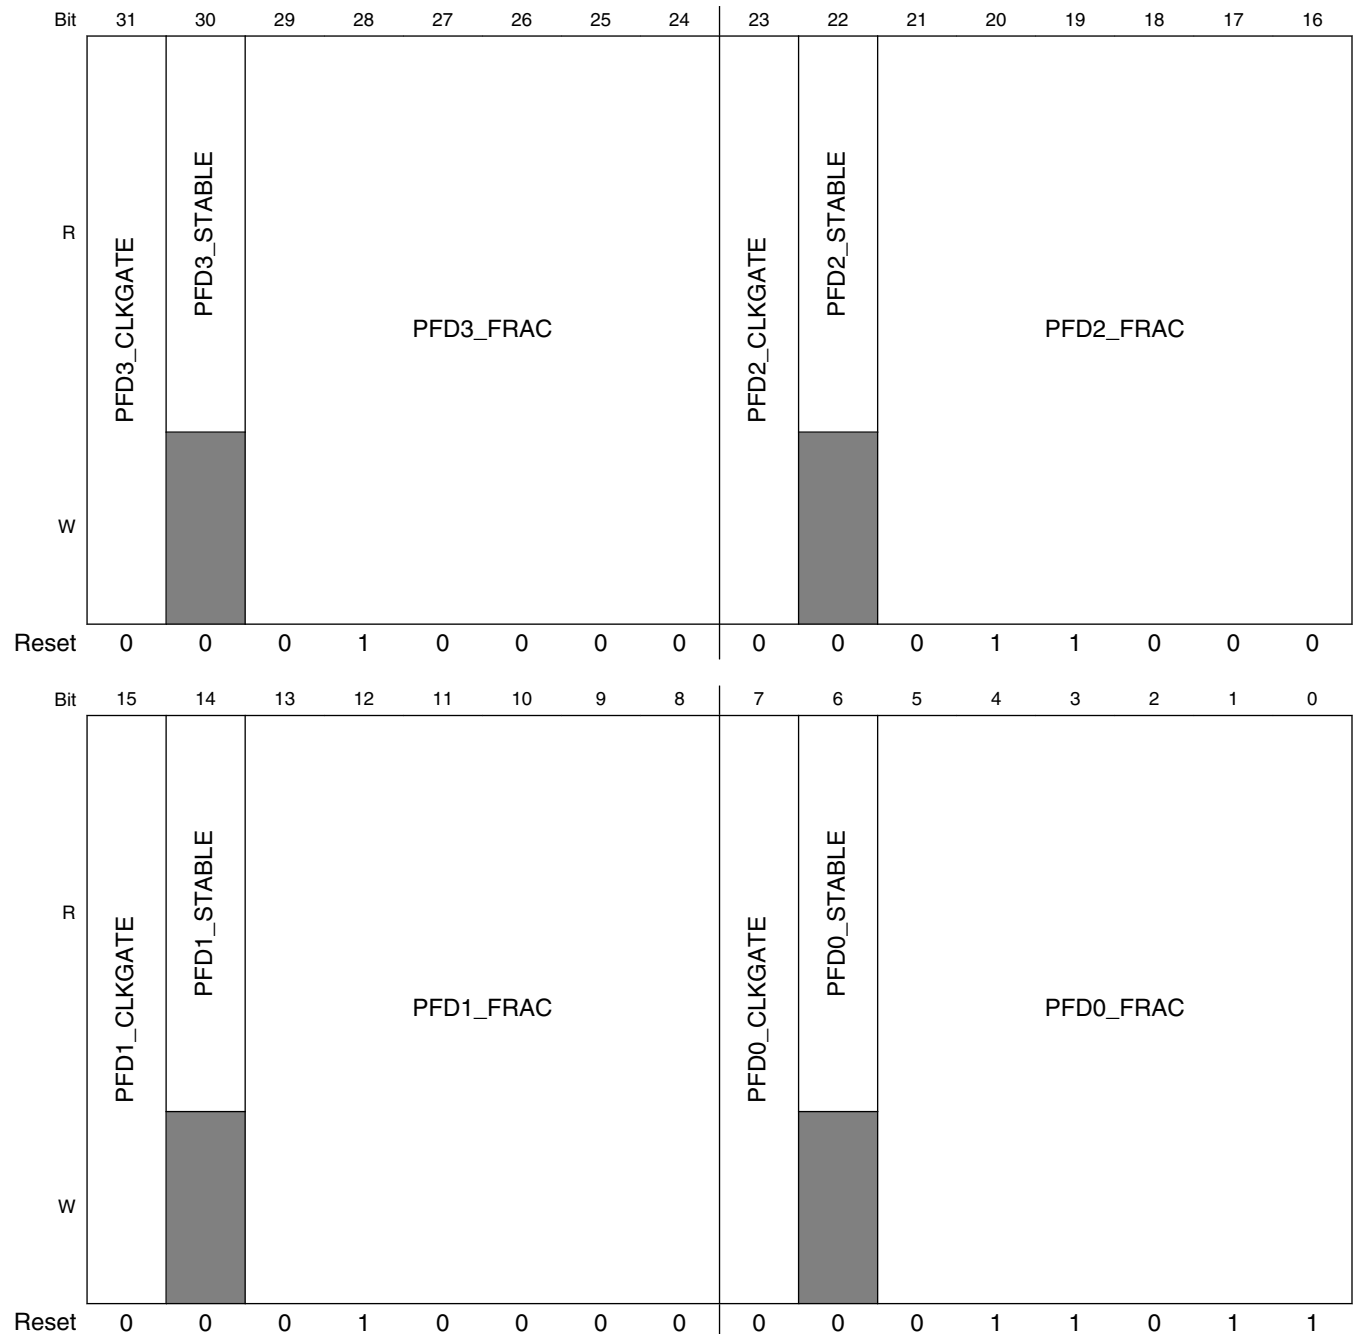 Bit 31 30 29 28 27 26 25 24 23 22 21 20 19 18 17 16
R
W
PFD3_CLKGATE
PFD3_STABLE
PFD3_FRAC
PFD2_CLKGATE
PFD2_STABLE
PFD2_FRAC
Reset 0 0 0 1 0 0 0 0 0 0 0 1 1 0 0 0
Bit 15 14 13 12 11 10 9 8 7 6 5 4 3 2 1 0
R
W
PFD1_CLKGATE
PFD1_STABLE
PFD1_FRAC
PFD0_CLKGATE
PFD0_STABLE
PFD0_FRAC
Reset 0 0 0 1 0 0 0 0 0 0 0 1 1 0 1 1